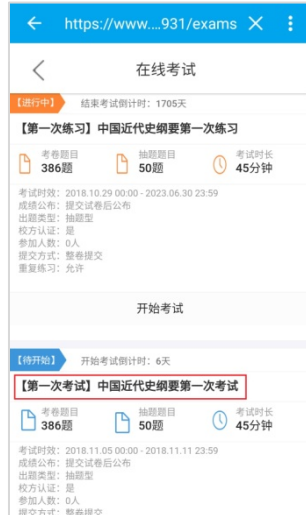 https://www....931/exams
在线考试
【进行中】 结束考试倒计时：1705天
【第一次练习】中国近代史纲要第一次练习
考卷题目 抽题题目 考试时长
386题 50题 45分钟
考试时效：2018.10.29 00:00 - 2023.06.30 23:59
成绩公布：提交试卷后公布
出题类型：抽题型
校方认证：是
参加人数：0人
提交方式：整卷提交
重复练习：允许
开始考试
【待开始】 开始考试倒计时：6天
【第一次考试】中国近代史纲要第一次考试
考卷题目 抽题题目 考试时长
386题 50题 45分钟
考试时效：2018.11.05 00:00 - 2018.11.11 23:59
成绩公布：提交试卷后公布
出题类型：抽题型
校方认证：是
参加人数：0人
提交方式：整卷提交